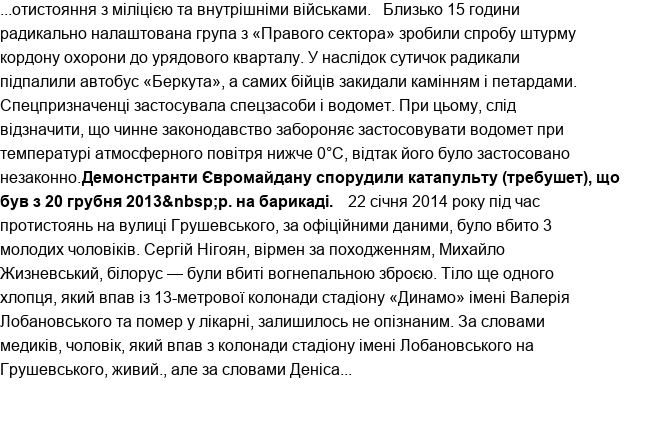 ...отистояння з міліцією та внутрішніми військами. Близько 15 години
радикально налаштована група з «Правого сектора» зробили спробу штурму
кордону охорони до урядового кварталу. У наслідок сутичок радикали
підпалили автобус «Беркута», а самих бійців закидали камінням і петардами.
Спецпризначенці застосувала спецзасоби і водомет. При цьому, слід
відзначити, що чинне законодавство забороняє застосовувати водомет при
температурі атмосферного повітря нижче 0°С, відтак його було застосовано
незаконно.Демонстранти Євромайдану спорудили катапульту (требушет), що
був з 20 грубня 2013&nbsp;р. на барикаді. 22 січня 2014 року під час
протистоянь на вулиці Грушевського, за офіційними даними, було вбито 3
молодих чоловіків. Сергій Нігоян, вірмен за походженням, Михайло
Жизневський, білорус — були вбиті вогнепальною зброєю. Тіло ще одного
хлопця, який впав із 13-метрової колонади стадіону «Динамо» імені Валерія
Лобановського та помер у лікарні, залишилось не опізнаним. За словами
медиків, чоловік, який впав з колонади стадіону імені Лобановського на
Грушевського, живий., але за словами Деніса...